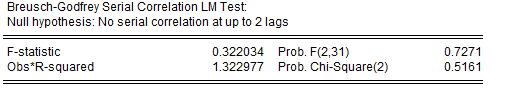 Breusch-Godfrey Serial Correlation LM Test:
Null hypothesis: No serial correlation at up to 2 lags
F-statistic 0.322034 Prob. F(2,31) 0.7271
Obs*R-squared 1.322977 Prob. Chi-Square(2) 0.5161